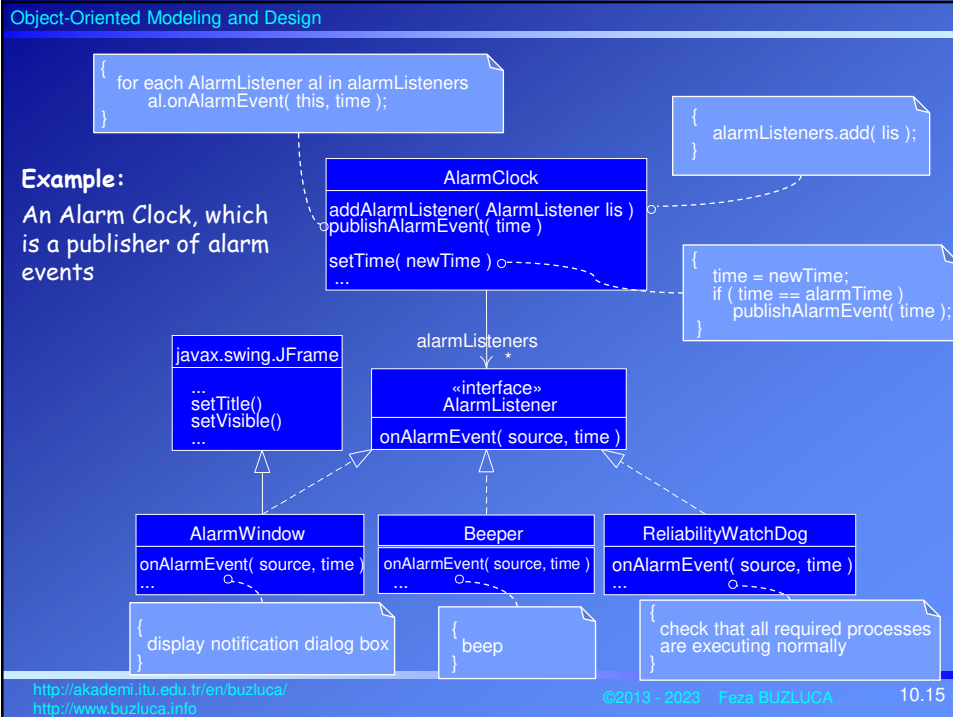 Object-Oriented Modeling and Design
{
for each AlarmListener al in alarmListeners
al.onAlarmEvent( this, time );
}
{
alarmListeners.add( lis );
}
Example:
An Alarm Clock, which
is a publisher of alarm
events
AlarmClock
addAlarmListener( AlarmListener lis )
publishAlarmEvent( time )
setTime( newTime )
...
{
time = newTime;
if ( time == alarmTime )
publishAlarmEvent( time );
}
alarmListeners
*
javax.swing.JFrame
...
setTitle()
setVisible()
...
«interface»
AlarmListener
onAlarmEvent( source, time )
AlarmWindow
onAlarmEvent( source, time )
...
Beeper
onAlarmEvent( source, time )
...
ReliabilityWatchDog
onAlarmEvent( source, time )
...
{
display notification dialog box
}
{
beep
}
{
check that all required processes
are executing normally
}
http://akademi.itu.edu.tr/en/buzluca/
http://www.buzluca.info
©2013 - 2023 Feza BUZLUCA
10.15